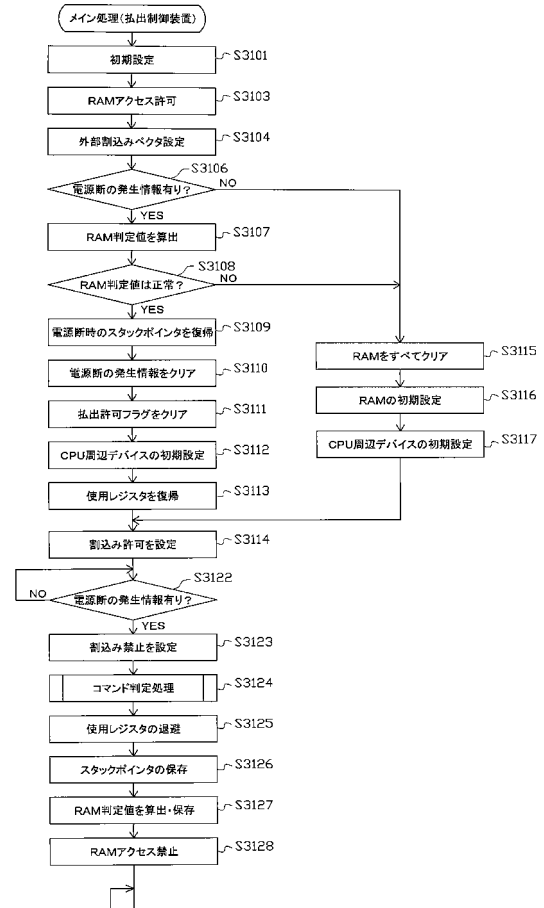 メイン処理(払出制御装置)
初期設定
S3101
RAMアクセス許可
S3103
外部割込みベクタ設定
S3104
S3106
電源断の発生情報有り?
NO
YES
RAM判定値を算出
S3107
S3108
RAM判定値は正常?
NO
YES
電源断時のスタックポインタを復帰
S3109
RAMをすべてクリア
S3115
電源断の発生情報をクリア
S3110
RAMの初期設定
S3116
払出許可フラグをクリア
S3111
CPU周辺デバイスの初期設定
S3117
CPU周辺デバイスの初期設定
S3112
使用レジスタを復帰
S3113
割込み許可を設定
S3114
S3122
NO
電源断の発生情報有り?
YES
割込み禁止を設定
S3123
コマンド判定処理
S3124
使用レジスタの退避
S3125
スタックポインタの保存
S3126
RAM判定値を算出・保存
S3127
RAMアクセス禁止
S3128